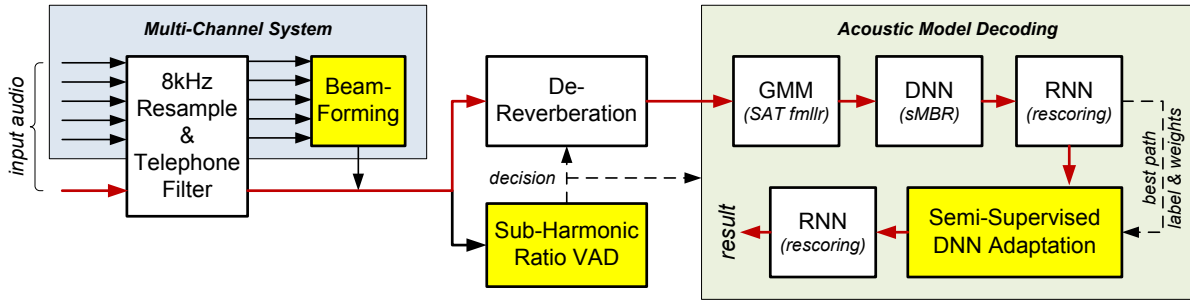 Multi-Channel System
input audio
8kHz
Resample
&
Telephone
Filter
Beam-
Forming
De-
Reverberation
decision
Sub-Harmonic
Ratio VAD
Acoustic Model Decoding
GMM
(SAT fmllr)
DNN
(sMBR)
RNN
(rescoring)
best path
label & weights
Semi-Supervised
DNN Adaptation
RNN
(rescoring)
result